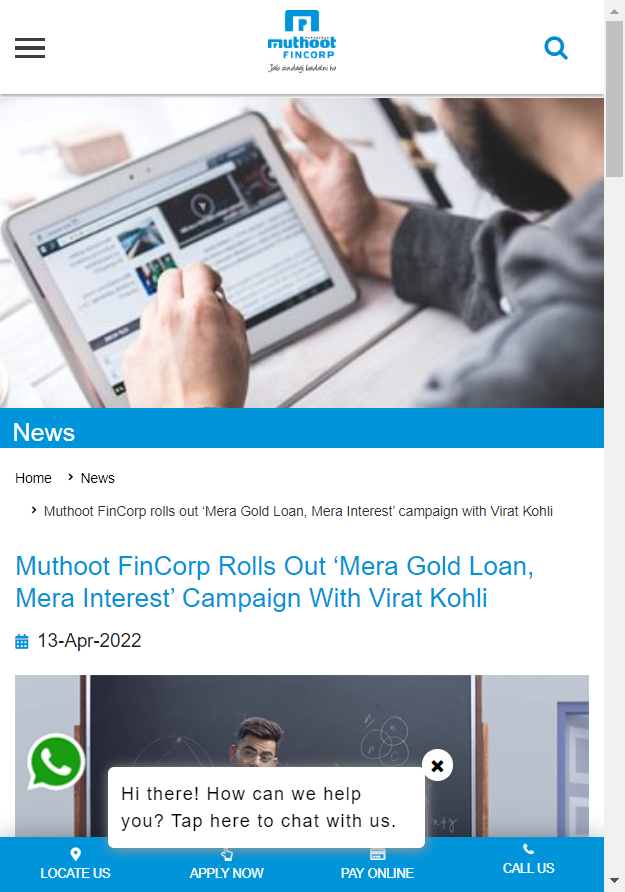 muthoot
FINCORP
Jab zindagi badalni ho
News
Home
News
Muthoot FinCorp rolls out ‘Mera Gold Loan, Mera Interest’ campaign with Virat Kohli
Muthoot FinCorp Rolls Out ‘Mera Gold Loan,
Mera Interest’ Campaign With Virat Kohli
13-Apr-2022
Hi there! How can we help
you? Tap here to chat with us.
LOCATE US
APPLY NOW
PAY ONLINE
CALL US